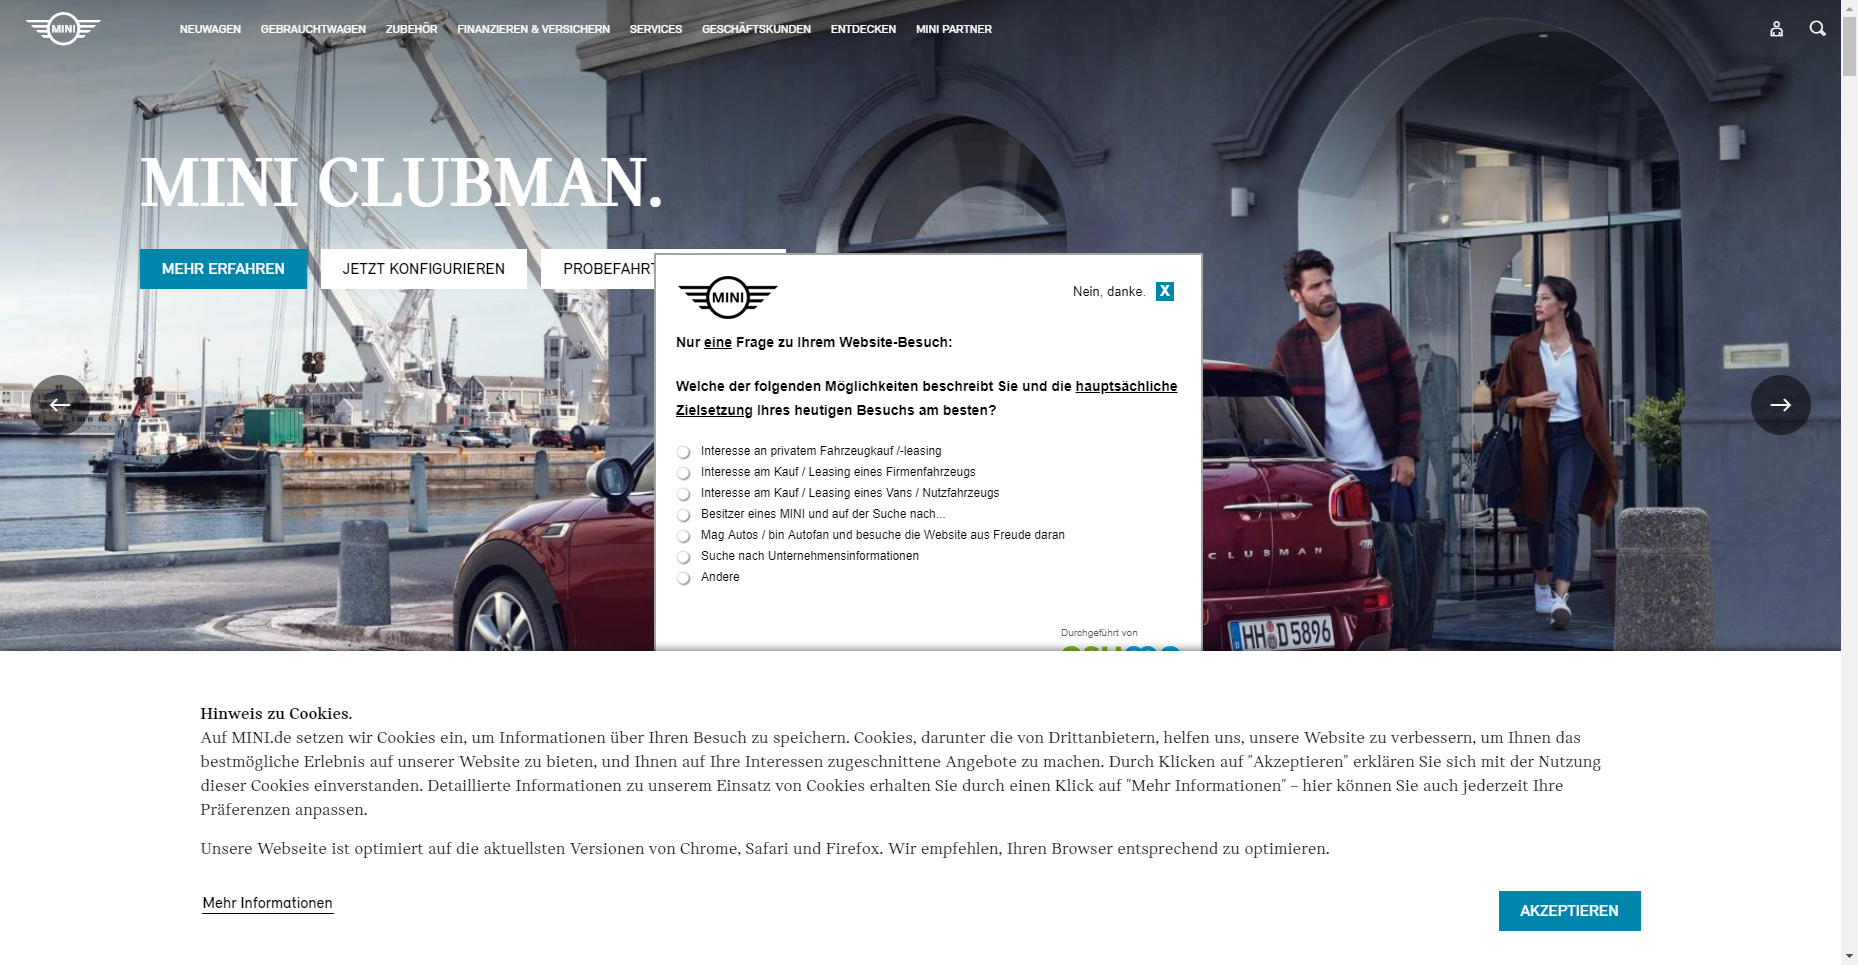 MINI
NEUWAGEN
GEBRAUCHTWAGEN
ZUBEHÖR
FINANZIEREN & VERSICHERN
SERVICES
GESCHÄFTSKUNDEN
ENTDECKEN
MINI PARTNER
MINI CLUBMAN.
MEHR ERFAHREN
JETZT KONFIGURIEREN
PROBEFAHRT
MINI
Nein, danke.
X
Nur eine Frage zu Ihrem Website-Besuch:
Welche der folgenden Möglichkeiten beschreibt Sie und die hauptsächliche
Zielsetzung Ihres heutigen Besuchs am besten?
Interesse an privatem Fahrzeugkauf /-leasing
Interesse am Kauf / Leasing eines Firmenfahrzeugs
Interesse am Kauf / Leasing eines Vans / Nutzfahrzeugs
Besitzer eines MINI und auf der Suche nach...
Mag Autos / bin Autofan und besuche die Website aus Freude daran
Suche nach Unternehmensinformationen
Andere
Durchgeführt von
CLUBMAN
HH D 5896
Hinweis zu Cookies.
Auf MINI.de setzen wir Cookies ein, um Informationen über Ihren Besuch zu speichern. Cookies, darunter die von Drittanbietern, helfen uns, unsere Website zu verbessern, um Ihnen das
bestmögliche Erlebnis auf unserer Website zu bieten, und Ihnen auf Ihre Interessen zugeschnittene Angebote zu machen. Durch Klicken auf "Akzeptieren" erklären Sie sich mit der Nutzung
dieser Cookies einverstanden. Detaillierte Informationen zu unserem Einsatz von Cookies erhalten Sie durch einen Klick auf "Mehr Informationen" – hier können Sie auch jederzeit Ihre
Präferenzen anpassen.
Unsere Webseite ist optimiert auf die aktuellsten Versionen von Chrome, Safari und Firefox. Wir empfehlen, Ihren Browser entsprechend zu optimieren.
Mehr Informationen
AKZEPTIEREN